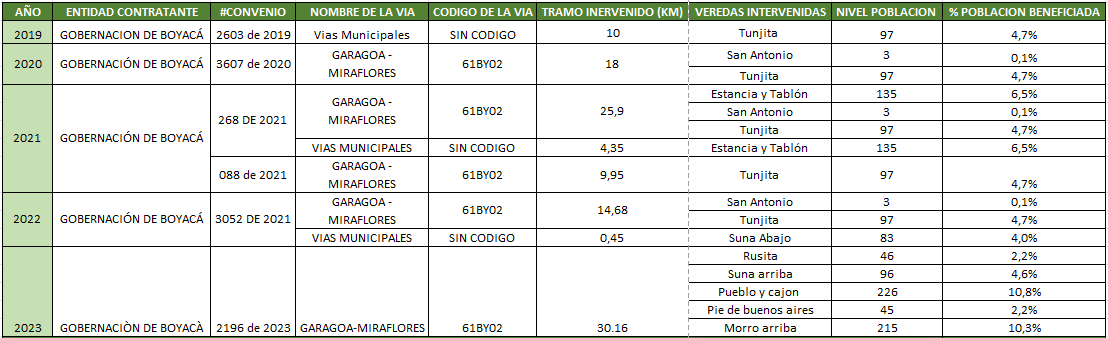 AÑO ENTIDAD CONTRATANTE #CONVENIO NOMBRE DE LA VIA CODIGO DE LA VIA TRAMO INERVENIDO (KM) VEREDAS INTERVENIDAS NIVEL POBLACION % POBLACION BENEFICIADA
2019 GOBERNACION DE BOYACÁ 2603 de 2019 Vias Municipales SIN CODIGO 10 Tunjita 97 4,7%
2020 GOBERNACIÓN DE BOYACÁ 3607 de 2020 GARAGOA - MIRAFLORES 61BY02 18 San Antonio 3 0,1%
Tunjita 97 4,7%
2021 GOBERNACIÓN DE BOYACÁ 268 DE 2021 GARAGOA - MIRAFLORES 61BY02 25,9 Estancia y Tablón 135 6,5%
San Antonio 3 0,1%
Tunjita 97 4,7%
VIAS MUNICIPALES SIN CODIGO 4,35 Estancia y Tablón 135 6,5%
088 de 2021 GARAGOA - MIRAFLORES 61BY02 9,95 Tunjita 97 4,7%
2022 GOBERNACIÓN DE BOYACÁ 3052 DE 2021 GARAGOA - MIRAFLORES 61BY02 14,68 San Antonio 3 0,1%
Tunjita 97 4,7%
VIAS MUNICIPALES SIN CODIGO 0,45 Suna Abajo 83 4,0%
Rusita 46 2,2%
Suna arriba 96 4,6%
Pueblo y cajon 226 10,8%
Pie de buenos aires 45 2,2%
2023 GOBERNACIÒN DE BOYACÀ 2196 de 2023 GARAGOA-MIRAFLORES 61BY02 30.16 Morro arriba 215 10,3%